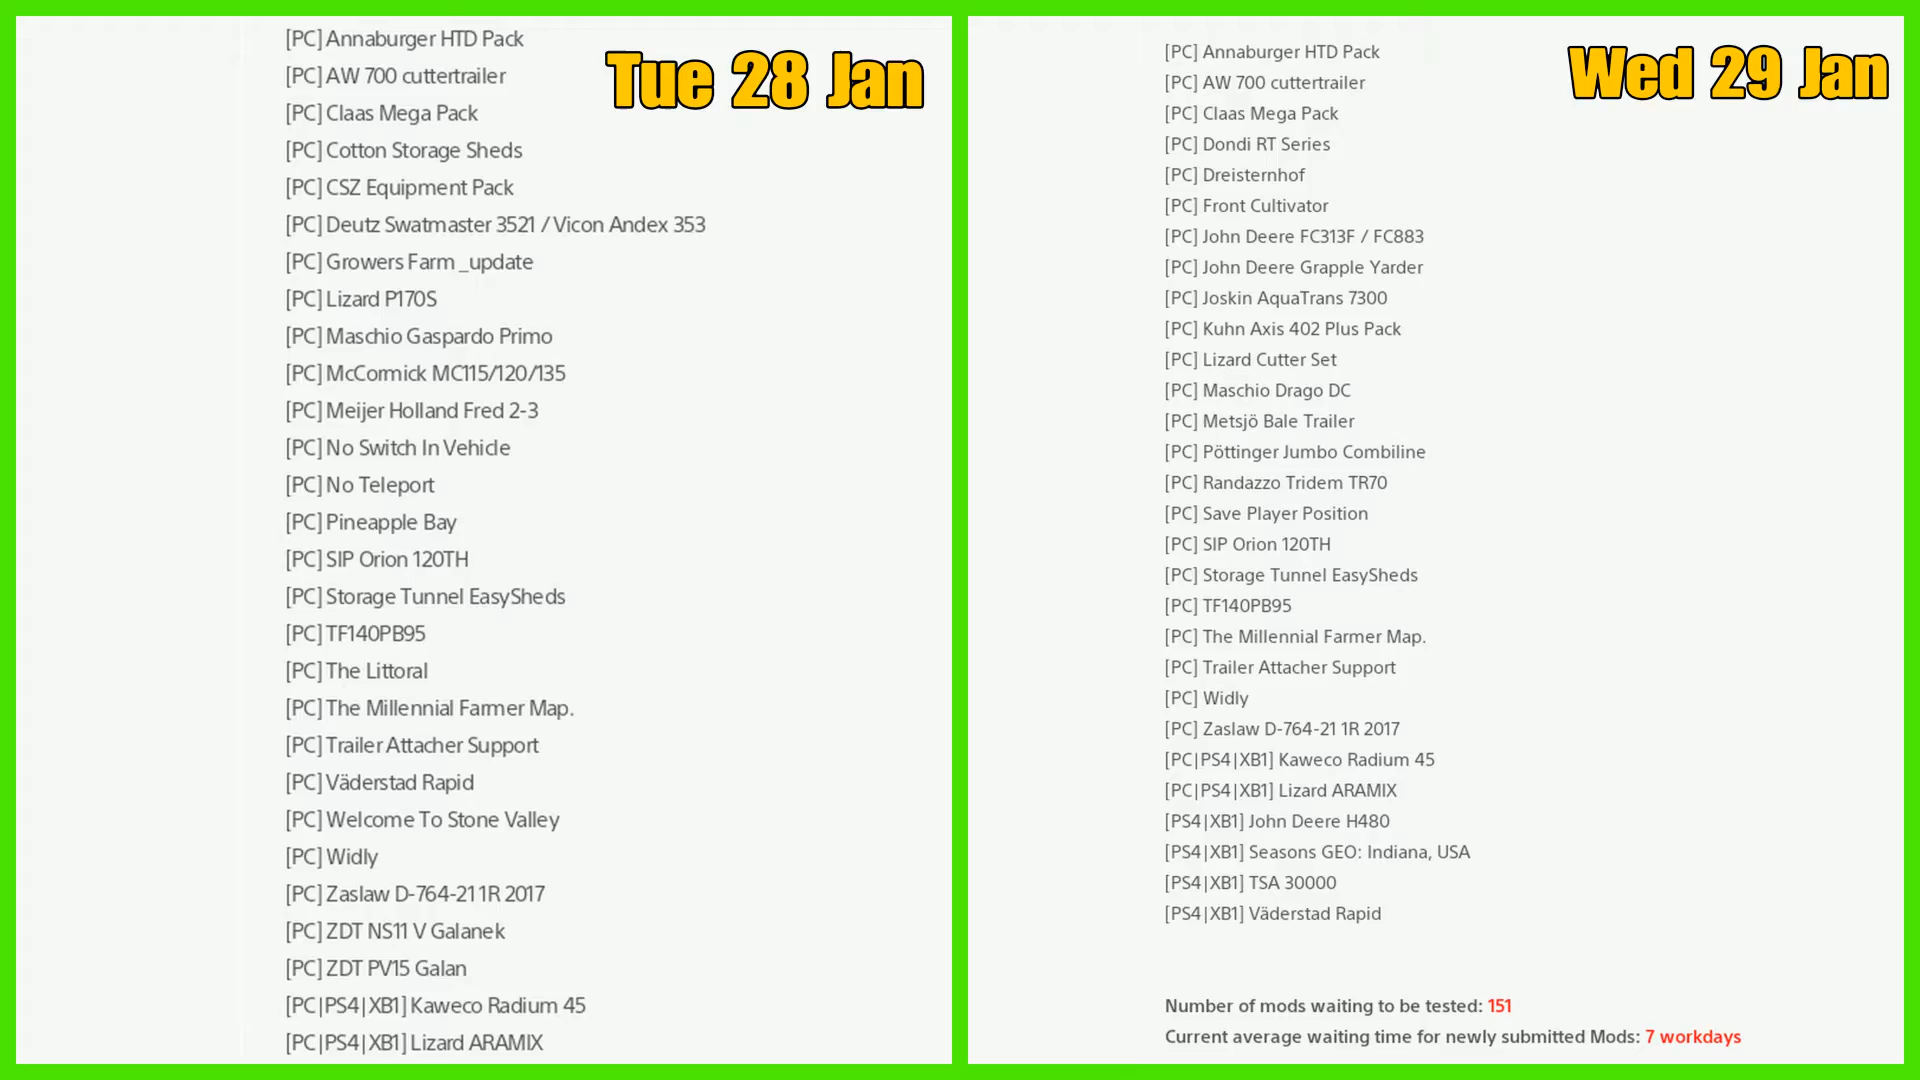 Tue 28 Jan
[PC] Annaburger HTD Pack
[PC] AW 700 cuttertrailer
[PC] Claas Mega Pack
[PC] Cotton Storage Sheds
[PC] CSZ Equipment Pack
[PC] Deutz Swatmaster 3521 / Vicon Andex 353
[PC] Growers Farm _update
[PC] Lizard P170S
[PC] Maschio Gaspardo Primo
[PC] McCormick MC115/120/135
[PC] Meijer Holland Fred 2-3
[PC] No Switch In Vehicle
[PC] No Teleport
[PC] Pineapple Bay
[PC] SIP Orion 120TH
[PC] Storage Tunnel EasySheds
[PC] TF140PB95
[PC] The Littoral
[PC] The Millennial Farmer Map.
[PC] Trailer Attacher Support
[PC] Väderstad Rapid
[PC] Welcome To Stone Valley
[PC] Widly
[PC] Zaslaw D-764-21 1R 2017
[PC] ZDT NS11 V Galanek
[PC] ZDT PV15 Galan
[PC|PS4|XB1] Kaweco Radium 45
[PC|PS4|XB1] Lizard ARAMIX
Wed 29 Jan
[PC] Annaburger HTD Pack
[PC] AW 700 cuttertrailer
[PC] Claas Mega Pack
[PC] Dondi RT Series
[PC] Dreisternhof
[PC] Front Cultivator
[PC] John Deere FC313F / FC883
[PC] John Deere Grapple Yarder
[PC] Joskin AquaTrans 7300
[PC] Kuhn Axis 402 Plus Pack
[PC] Lizard Cutter Set
[PC] Maschio Drago DC
[PC] Metsjö Bale Trailer
[PC] Pöttinger Jumbo Combiline
[PC] Randazzo Tridem TR70
[PC] Save Player Position
[PC] SIP Orion 120TH
[PC] Storage Tunnel EasySheds
[PC] TF140PB95
[PC] The Millennial Farmer Map.
[PC] Trailer Attacher Support
[PC] Widly
[PC] Zaslaw D-764-21 1R 2017
[PC|PS4|XB1] Kaweco Radium 45
[PC|PS4|XB1] Lizard ARAMIX
[PS4|XB1] John Deere H480
[PS4|XB1] Seasons GEO: Indiana, USA
[PS4|XB1] TSA 30000
[PS4|XB1] Väderstad Rapid
Number of mods waiting to be tested: 151
Current average waiting time for newly submitted Mods: 7 workdays